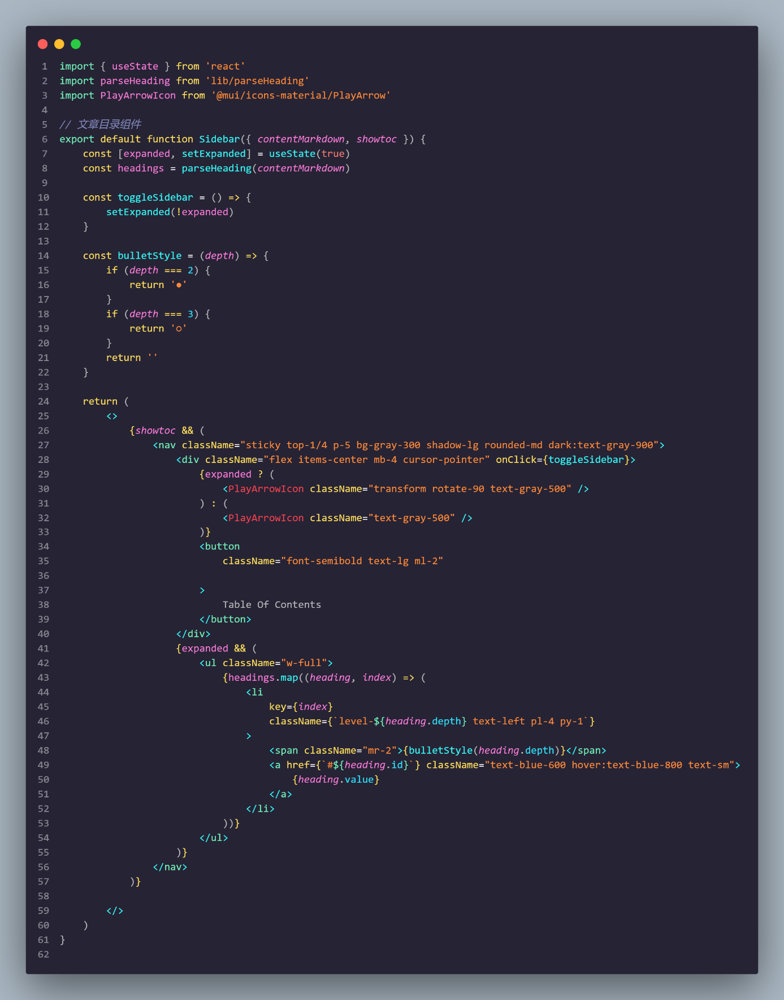 1 import { useState } from 'react'
2 import parseHeading from 'lib/parseHeading'
3 import PlayArrowIcon from '@mui/icons-material/PlayArrow'
4
5 // 文章目录组件
6 export default function Sidebar({ contentMarkdown, showtoc }) {
7     const [expanded, setExpanded] = useState(true)
8     const headings = parseHeading(contentMarkdown)
9
10     const toggleSidebar = () => {
11         setExpanded(!expanded)
12     }
13
14     const bulletStyle = (depth) => {
15         if (depth === 2) {
16             return '●'
17         }
18         if (depth === 3) {
19             return '○'
20         }
21         return ''
22     }
23
24     return (
25         <>
26             {showtoc && (
27                 <nav className="sticky top-1/4 p-5 bg-gray-300 shadow-lg rounded-md dark:text-gray-900">
28                     <div className="flex items-center mb-4 cursor-pointer" onClick={toggleSidebar}>
29                         {expanded ? (
30                             <PlayArrowIcon className="transform rotate-90 text-gray-500" />
31                         ) : (
32                             <PlayArrowIcon className="text-gray-500" />
33                         )}
34                         <button
35                             className="font-semibold text-lg ml-2"
36
37                         >
38                             Table Of Contents
39                         </button>
40                     </div>
41                     {expanded && (
42                         <ul className="w-full">
43                             {headings.map((heading, index) => (
44                                 <li
45                                     key={index}
46                                     className={`level-${heading.depth} text-left pl-4 py-1`}
47                                 >
48                                     <span className="mr-2">{bulletStyle(heading.depth)}</span>
49                                     <a href={`#${heading.id}`} className="text-blue-600 hover:text-blue-800 text-sm">
50                                         {heading.value}
51                                     </a>
52                                 </li>
53                             ))}
54                         </ul>
55                     )}
56                 </nav>
57             )}
58
59         </>
60     )
61 }
62